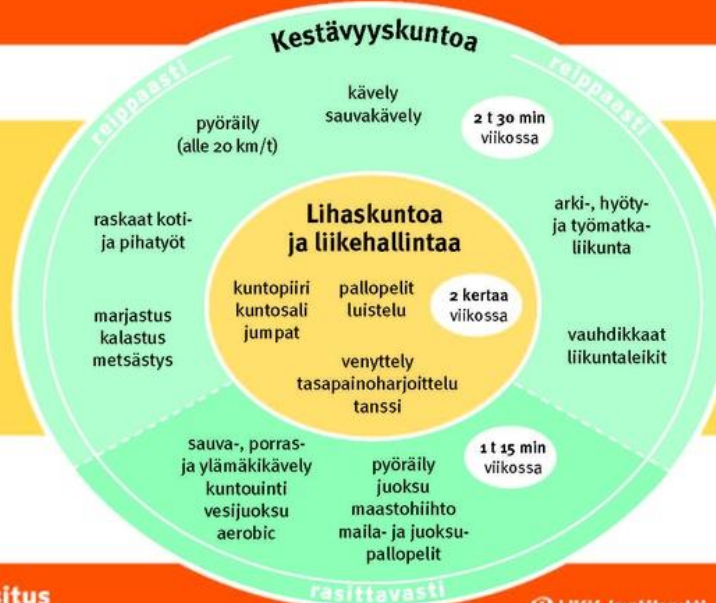 Kestävyyskuntoa
reippaasti
reippaasti
kävely
sauvakävely
2 t 30 min
viikossa
pyöräily
(alle 20 km/t)
raskaat koti-
ja pihatyöt
arki-, hyöty-
ja työmatka-
liikunta
marjastus
kalastus
metsästys
vauhdikkaat
liikuntaleikit
Lihaskuntoa
ja liikehallintaa
kuntopiiri
kuntosali
jumpat
pallopelit
luistelu
2 kertaa
viikossa
venyttely
tasapainoharjoittelu
tanssi
sauva-, porras-
ja ylämäkikävely
kuntouinti
vesijuoksu
aerobic
pyöräily
juoksu
maastohiihto
maila- ja juoksu-
pallopelit
1 t 15 min
viikossa
rasittavasti